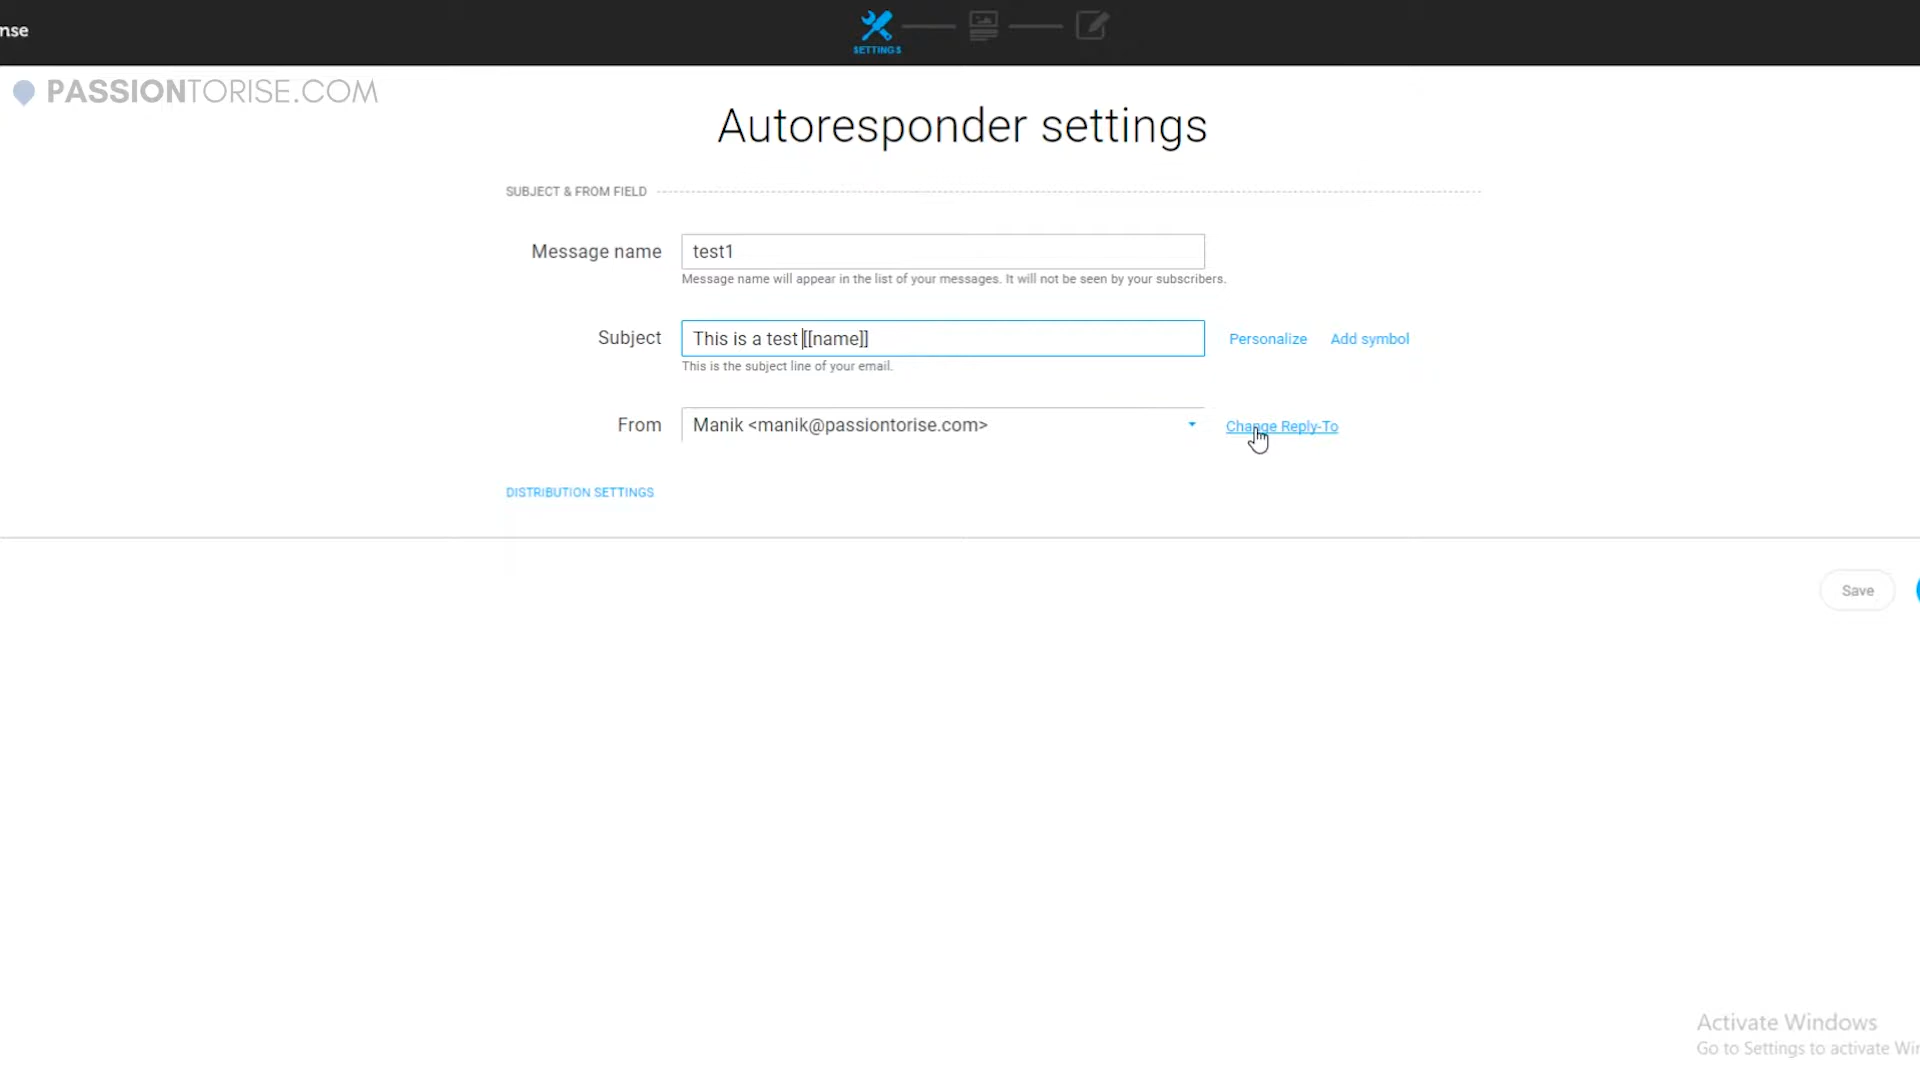 nse
SETTINGS
PASSIONTORISE.COM
Autoresponder settings
SUBJECT & FROM FIELD
Message name
test1
Message name will appear in the list of your messages. It will not be seen by your subscribers.
Subject
This is a test [[name]]
Personalize
Add symbol
This is the subject line of your email.
From
Manik <manik@passiontorise.com>
Change Reply-To
DISTRIBUTION SETTINGS
Save
Activate Windows
Go to Settings to activate Win